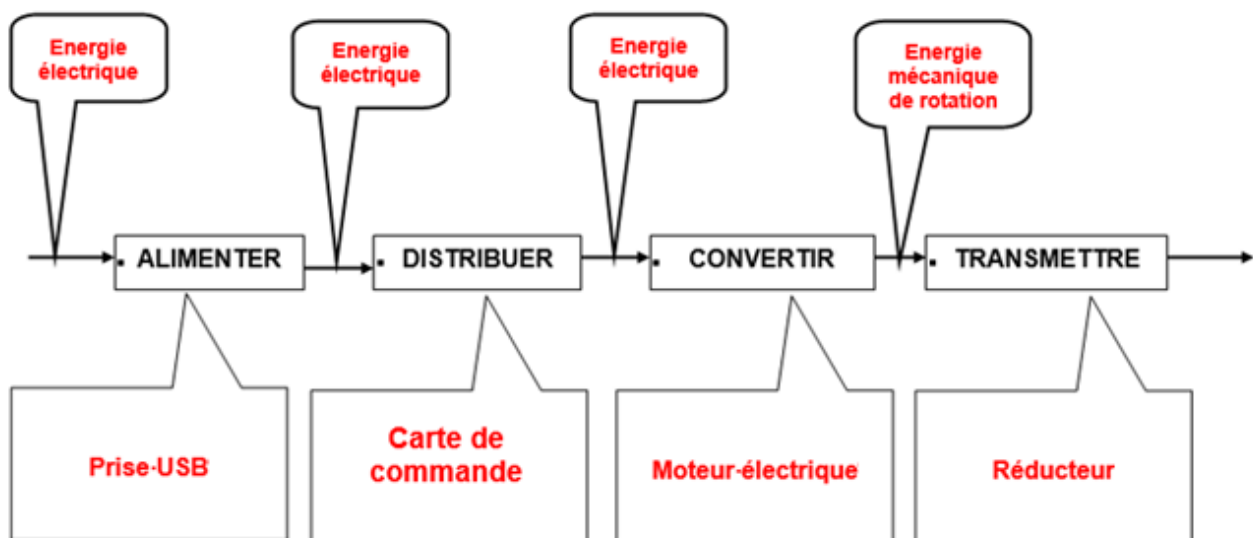 Energie
électrique
Energie
électrique
Energie
électrique
Energie
mécanique
de rotation
ALIMENTER
DISTRIBUER
CONVERTIR
TRANSMETTRE
Prise·USB
Carte de
commande
Moteur·électrique
Réducteur